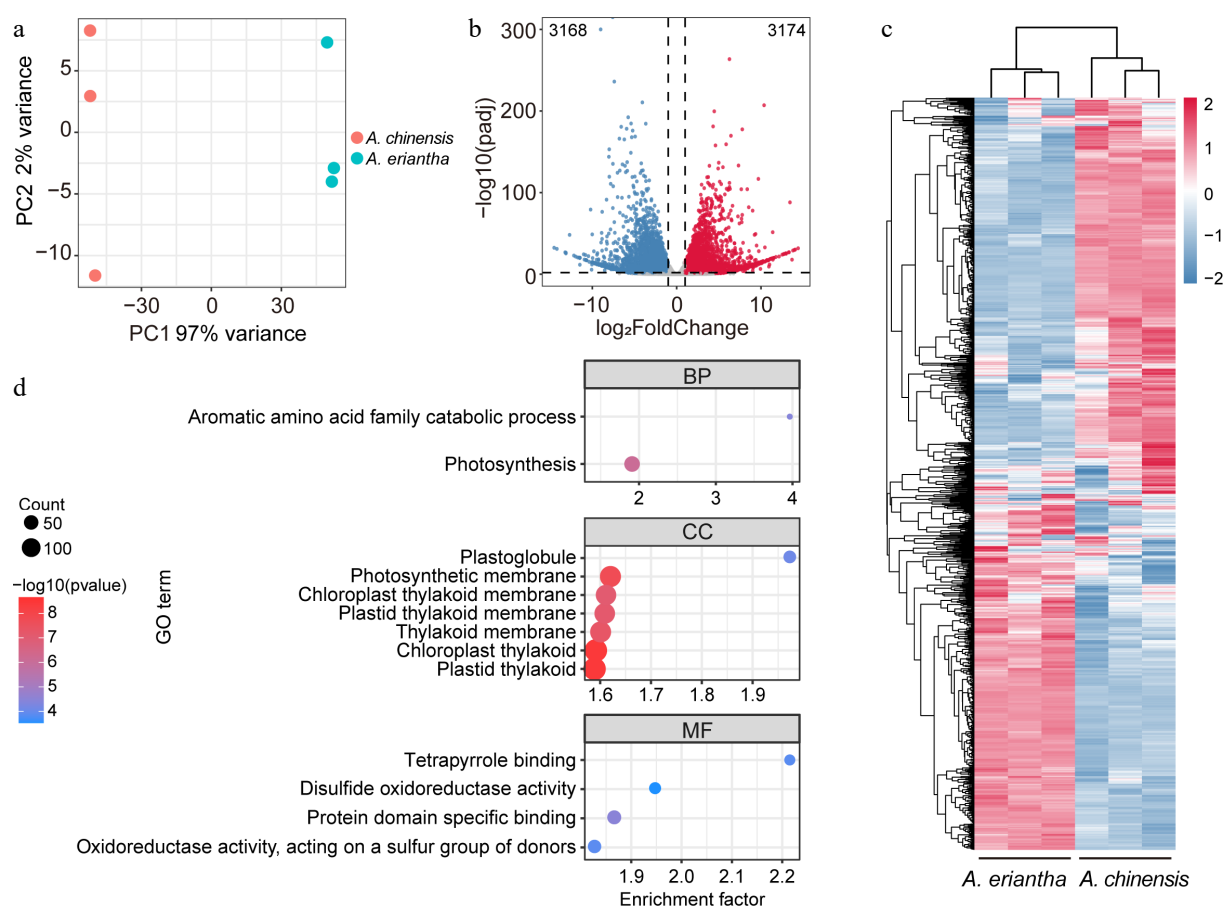 a
5
0
−5
−10
PC2 2% variance
−30
0
30
PC1 97% variance
A. chinensis
A. eriantha
b
3168
3174
300
200
100
0
−log10(padj)
−10
0
10
log₂FoldChange
c
2
1
0
−1
−2
A. eriantha
A. chinensis
d
Count
50
100
−log10(pvalue)
8
7
6
5
4
GO term
BP
Aromatic amino acid family catabolic process
Photosynthesis
2
3
4
CC
Plastoglobule
Photosynthetic membrane
Chloroplast thylakoid membrane
Plastid thylakoid membrane
Thylakoid membrane
Chloroplast thylakoid
Plastid thylakoid
1.6
1.7
1.8
1.9
MF
Tetrapyrrole binding
Disulfide oxidoreductase activity
Protein domain specific binding
Oxidoreductase activity, acting on a sulfur group of donors
1.9
2.0
2.1
2.2
Enrichment factor